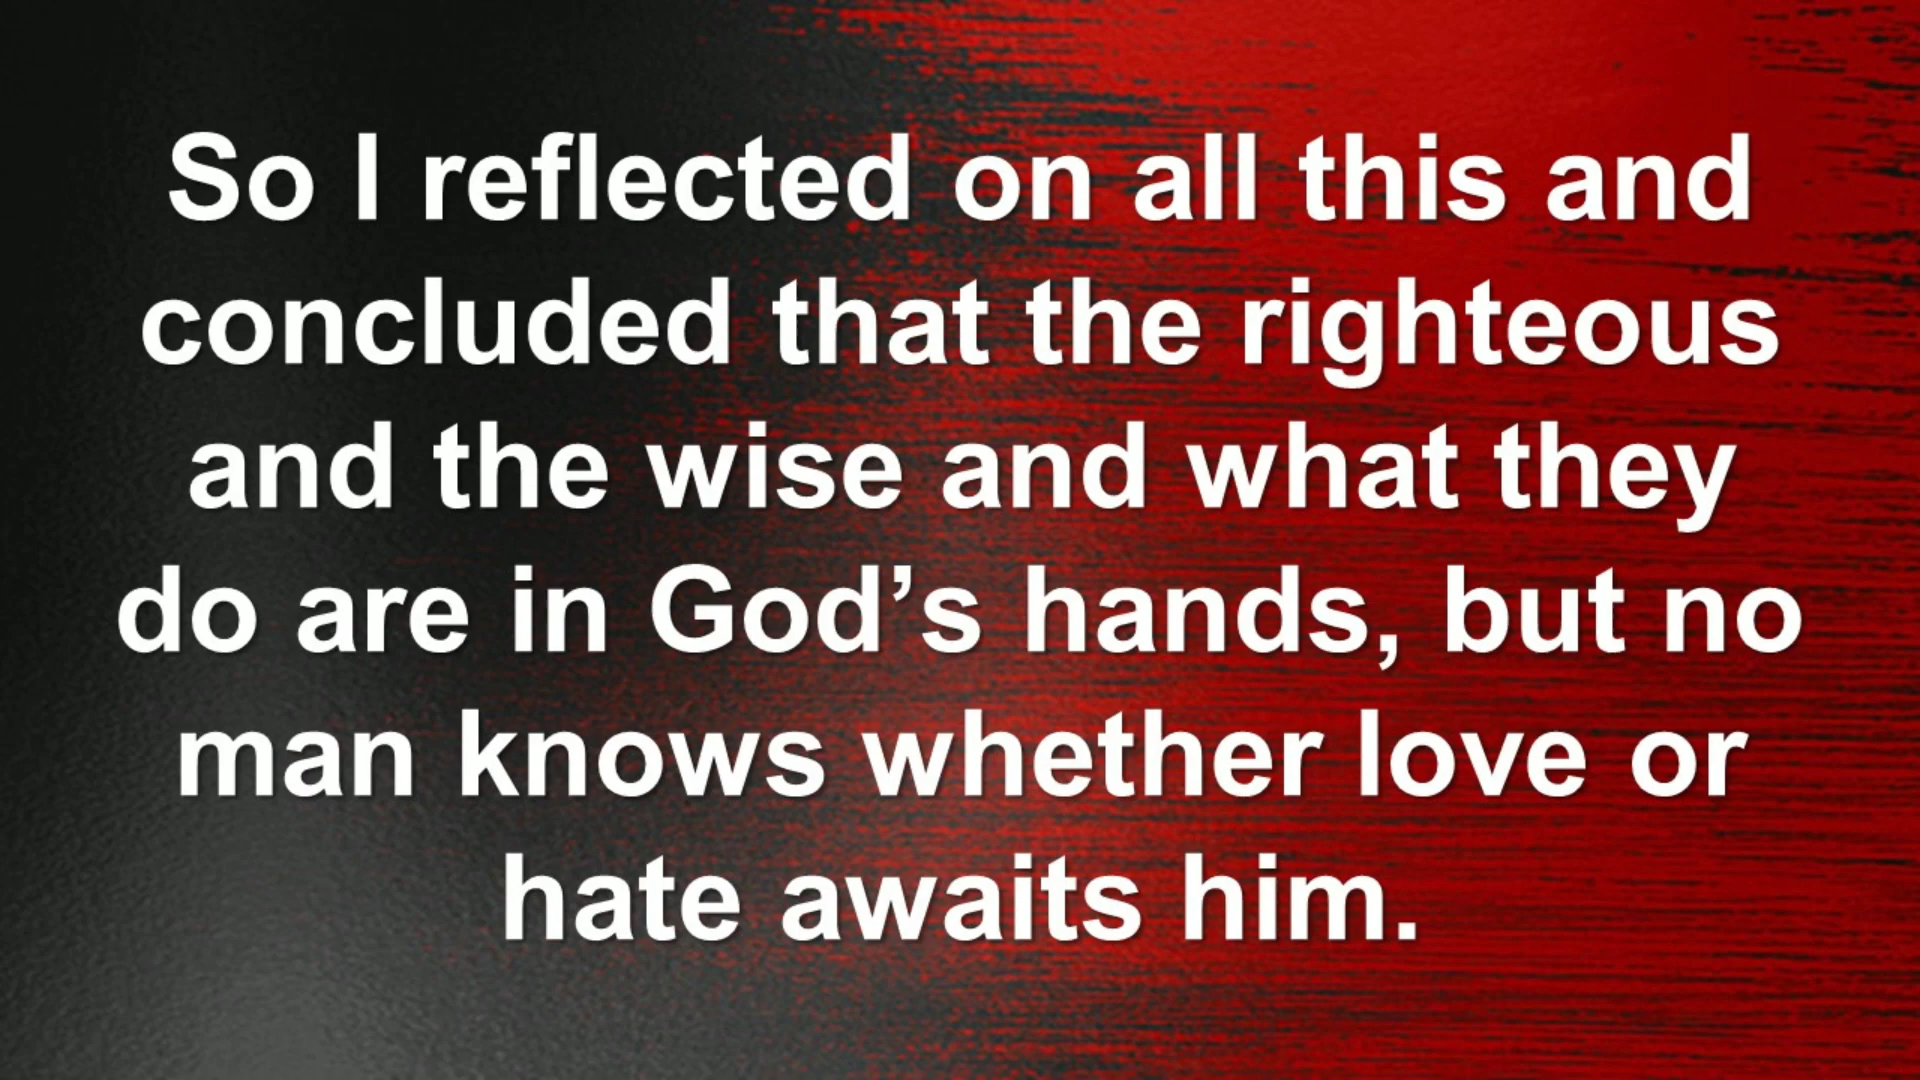 So I reflected on all this and
concluded that the righteous
and the wise and what they
do are in God’s hands, but no
man knows whether love or
hate awaits him.